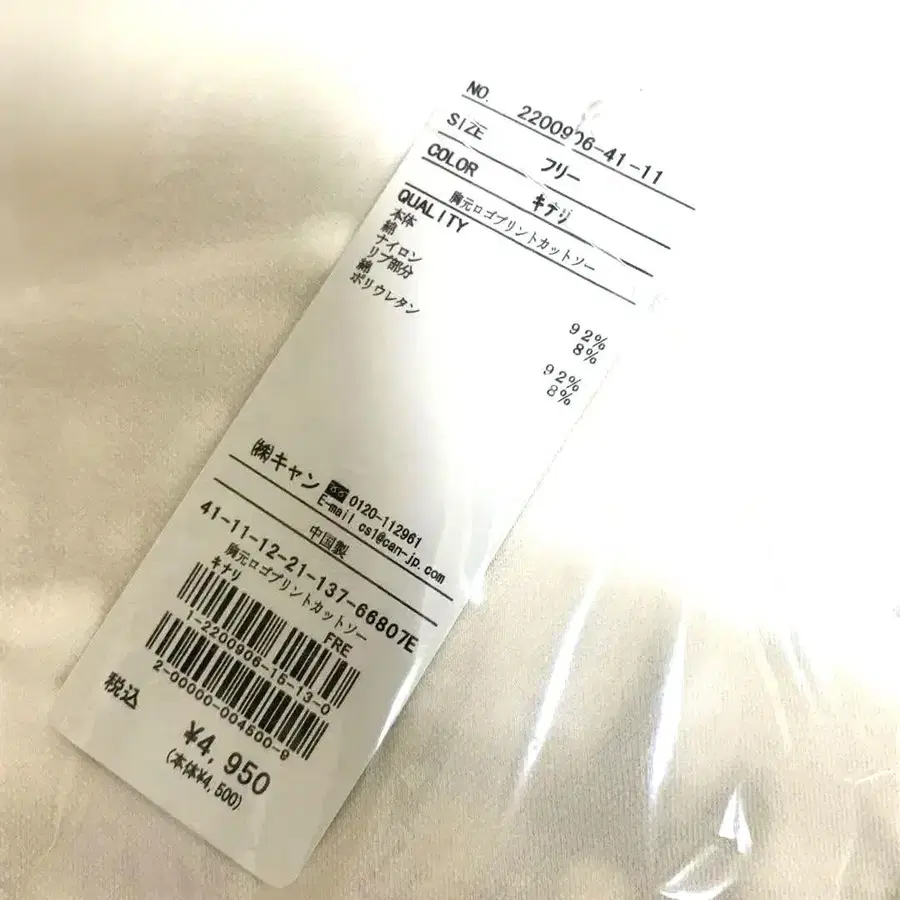 NO. 2200906-41-11
SIZE フリー
COLOR キナリ
胸元ロゴプリントカットソー
QUALITY
本体
綿 92%
ナイロン 8%
リブ部分
綿 92%
ポリウレタン 8%
㈱キャン 0120-112961
E-mail cs1@can-jp.com
中国製
41-11-12-21-137-66807E
胸元ロゴプリントカットソー
キナリ FRE
1-2200906-15-13-0
2-00000-004500-9
税込 ¥4,950
(本体¥4,500)